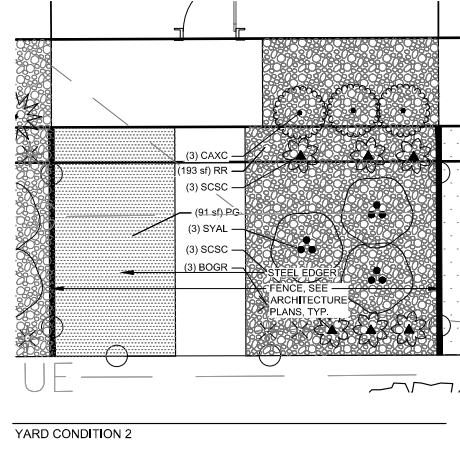 (3) CAXC
(193 sf) RR
(3) SCSC
(91 sf) PG
(3) SYAL
(3) SCSC
(3) BOGR
STEEL EDGER
FENCE, SEE
ARCHITECTURE
PLANS, TYP.
UE
YARD CONDITION 2